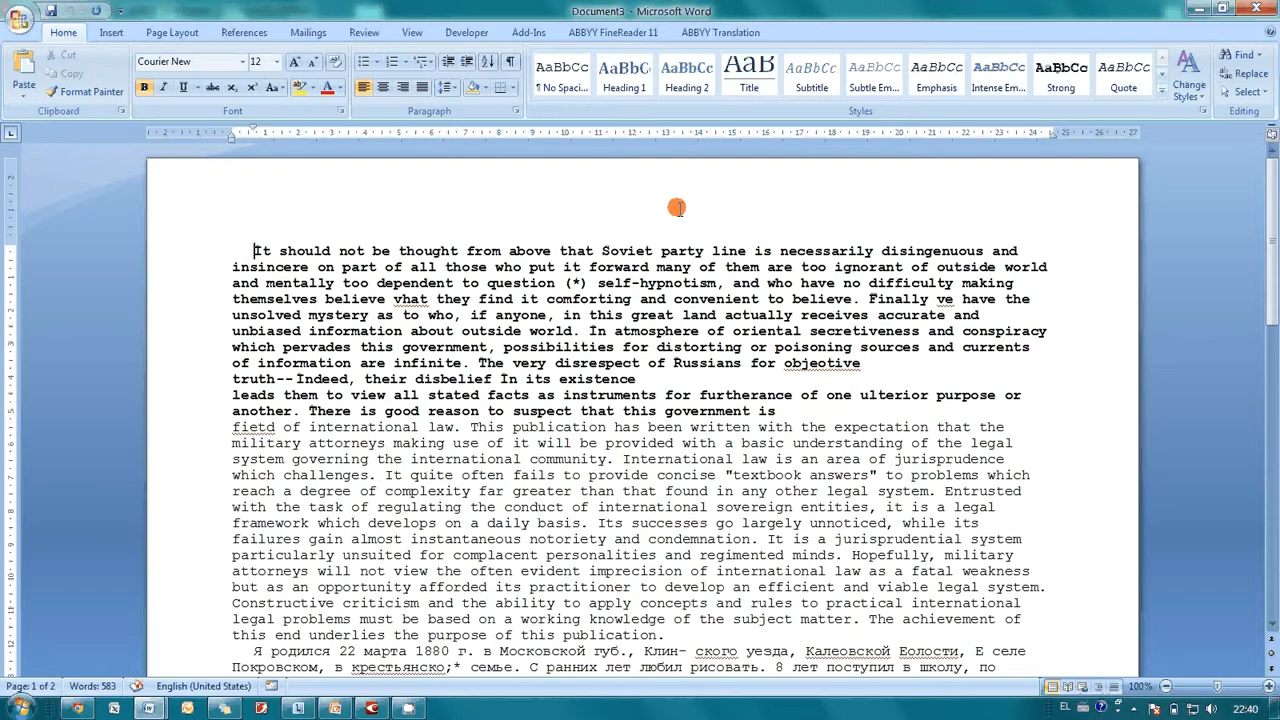 Document3 - Microsoft Word
Home Insert Page Layout References Mailings Review View Developer Add-Ins ABBYY FineReader 11 ABBYY Translation
Paste Cut Copy Format Painter
Clipboard
Courier New 12
Font
Paragraph
AaBbCc AaBbCc AaBbCc AaB AaBbCc AaBbCc AaBbCc AaBbCc AaBbCc AaBbCc
¶ No Spaci... Heading 1 Heading 2 Title Subtitle Subtle Em... Emphasis Intense Em... Strong Quote
Change Styles
Styles
Find Replace Select
Editing
It should not be thought from above that Soviet party line is necessarily disingenuous and
insincere on part of all those who put it forward many of them are too ignorant of outside world
and mentally too dependent to question (*) self-hypnotism, and who have no difficulty making
themselves believe vhat they find it comforting and convenient to believe. Finally ve have the
unsolved mystery as to who, if anyone, in this great land actually receives accurate and
unbiased information about outside world. In atmosphere of oriental secretiveness and conspiracy
which pervades this government, possibilities for distorting or poisoning sources and currents
of information are infinite. The very disrespect of Russians for objeotive
truth--Indeed, their disbelief In its existence
leads them to view all stated facts as instruments for furtherance of one ulterior purpose or
another. There is good reason to suspect that this government is
fietd of international law. This publication has been written with the expectation that the
military attorneys making use of it will be provided with a basic understanding of the legal
system governing the international community. International law is an area of jurisprudence
which challenges. It quite often fails to provide concise "textbook answers" to problems which
reach a degree of complexity far greater than that found in any other legal system. Entrusted
with the task of regulating the conduct of international sovereign entities, it is a legal
framework which develops on a daily basis. Its successes go largely unnoticed, while its
failures gain almost instantaneous notoriety and condemnation. It is a jurisprudential system
particularly unsuited for complacent personalities and regimented minds. Hopefully, military
attorneys will not view the often evident imprecision of international law as a fatal weakness
but as an opportunity afforded its practitioner to develop an efficient and viable legal system.
Constructive criticism and the ability to apply concepts and rules to practical international
legal problems must be based on a working knowledge of the subject matter. The achievement of
this end underlies the purpose of this publication.
Я родился 22 марта 1880 г. в Московской губ., Клин- ского уезда, Калеовской Еолости, Е селе
Покровском, в крестьянско;* семье. С ранних лет любил рисовать. 8 лет поступил в школу, по
Page: 1 of 2 Words: 583 English (United States) 100%
EL 22:40